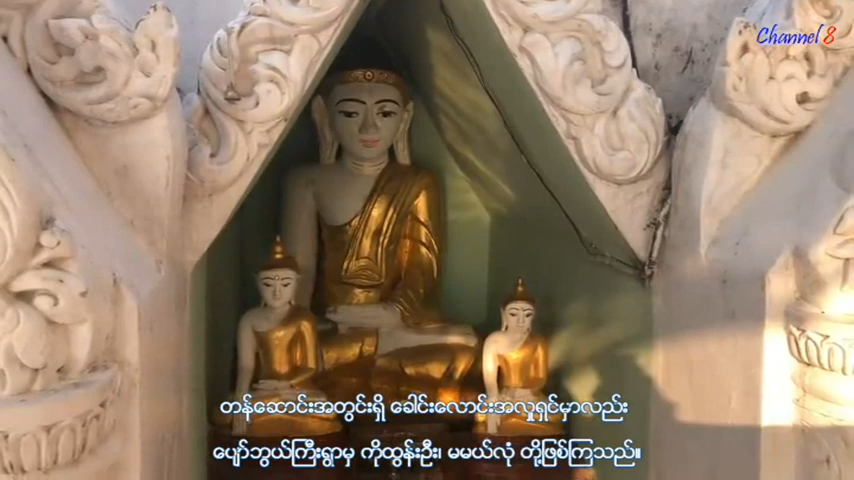 Channel 8
တန်ဆောင်းအတွင်းရှိ ခေါင်းလောင်းအလှူရှင်မှာလည်း
ပျော်ဘွယ်ကြီးရွာမှ ကိုထွန်းဦး၊ မမယ်လုံ တို့ဖြစ်ကြသည်။